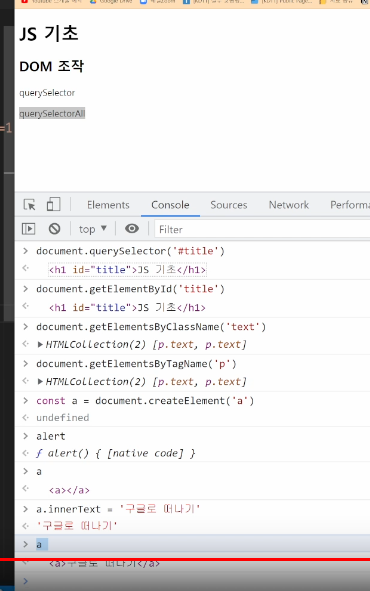 Google Drive
JS 기초
DOM 조작
querySelector
querySelectorAll
=1
Elements
Console
Sources
Network
Performa
top
Filter
document.querySelector('#title')
<h1 id="title">JS 기초</h1>
document.getElementById('title')
<h1 id="title">JS 기초</h1>
document.getElementsByClassName('text')
HTMLCollection(2) [p.text, p.text]
document.getElementsByTagName('p')
HTMLCollection(2) [p.text, p.text]
const a = document.createElement('a')
undefined
alert
ƒ alert() { [native code] }
a
<a></a>
a.innerText = '구글로 떠나기'
'구글로 떠나기'
a
<a>구글로 떠나기</a>